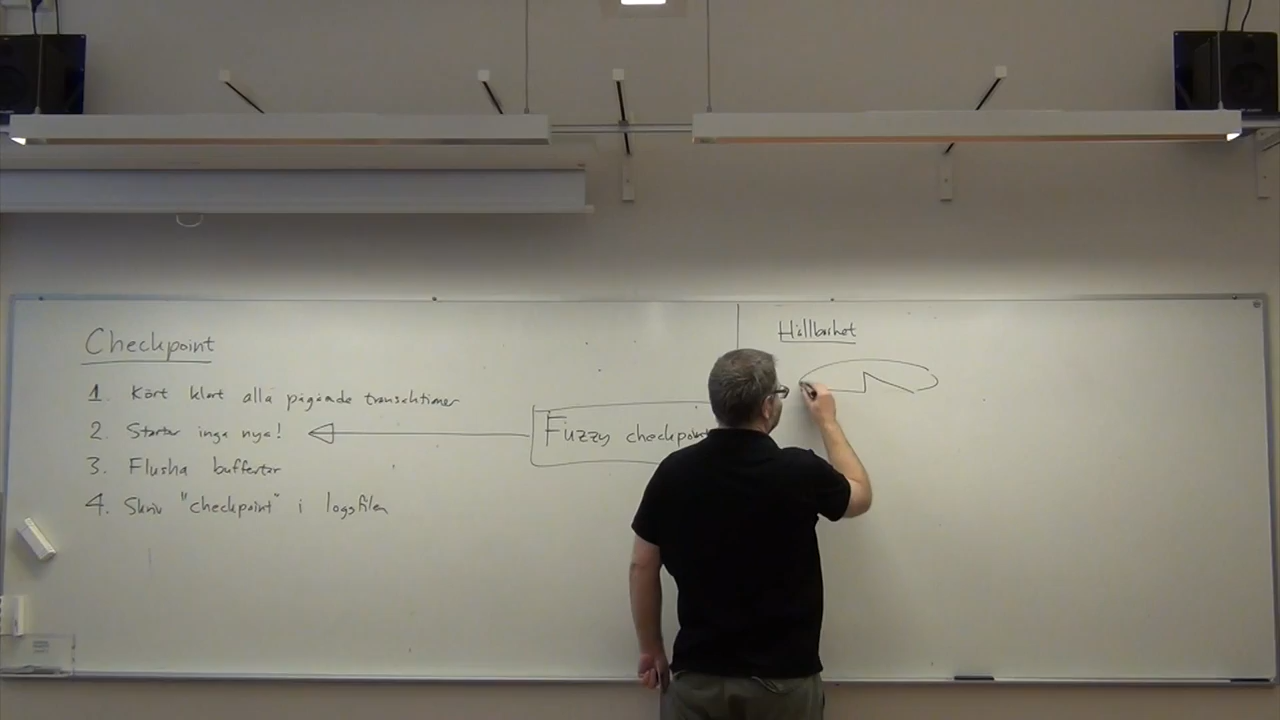 Checkpoint
1. Kört klart alla pågående transaktioner
2. Startar inga nya!
3. Flusha buffertar
4. Skriv "checkpoint" i loggfilen
Fuzzy checkpoint
Hållbarhet